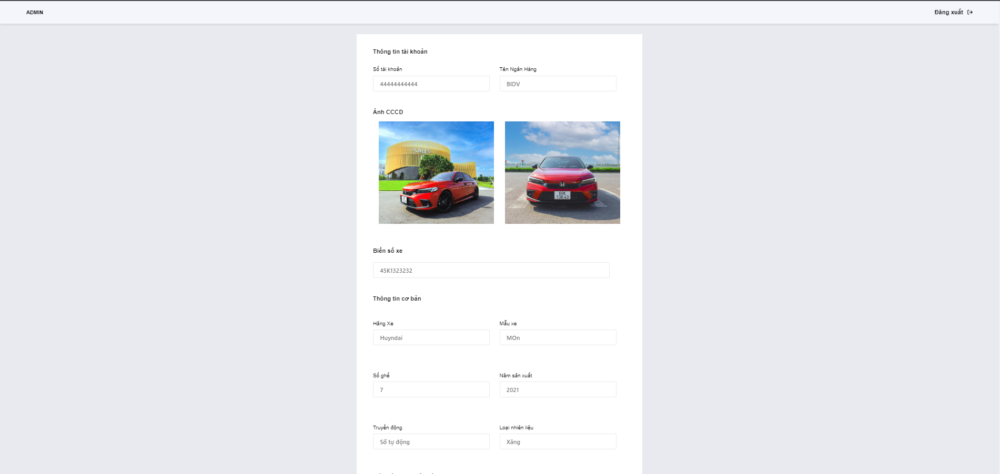 ADMIN
Đăng xuất
Thông tin tài khoản
Số tài khoản
Tên Ngân Hàng
44444444444
BIDV
Ảnh CCCD
SALES
60K
138.43
Biển số xe
45K1323232
Thông tin cơ bản
Hãng Xe
Mẫu xe
Huyndai
MOn
Số ghế
Năm sản xuất
7
2021
Truyền động
Loại nhiên liệu
Số tự động
Xăng